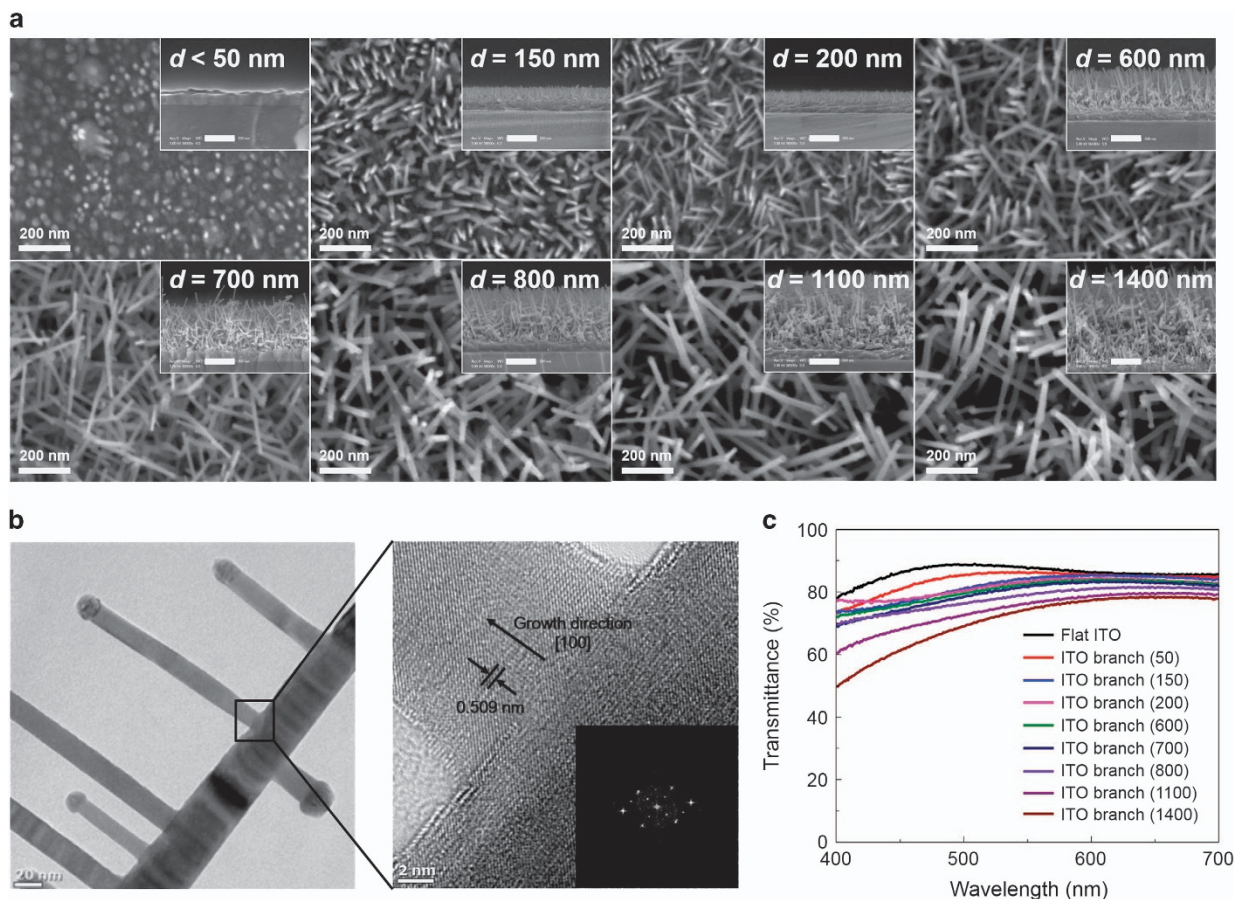 a
d < 50 nm
d = 150 nm
d = 200 nm
d = 600 nm
200 nm
200 nm
200 nm
200 nm
d = 700 nm
d = 800 nm
d = 1100 nm
d = 1400 nm
200 nm
200 nm
200 nm
200 nm
b
Growth direction
[100]
0.509 nm
20 nm
2 nm
c
100
80
60
40
20
0
Transmittance (%)
Flat ITO
ITO branch (50)
ITO branch (150)
ITO branch (200)
ITO branch (600)
ITO branch (700)
ITO branch (800)
ITO branch (1100)
ITO branch (1400)
400
500
600
700
Wavelength (nm)